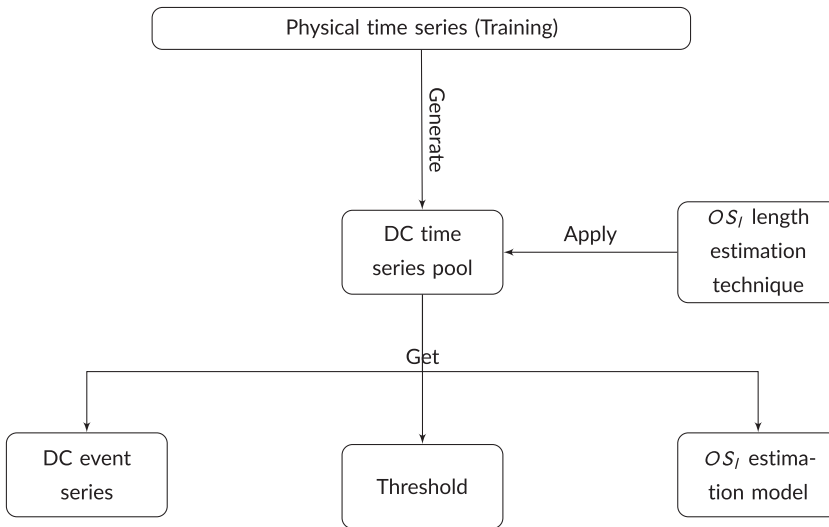 Physical time series (Training)
Generate
DC time
series pool
Apply
OS_l length
estimation
technique
Get
DC event
series
Threshold
OS_l estima-
tion model